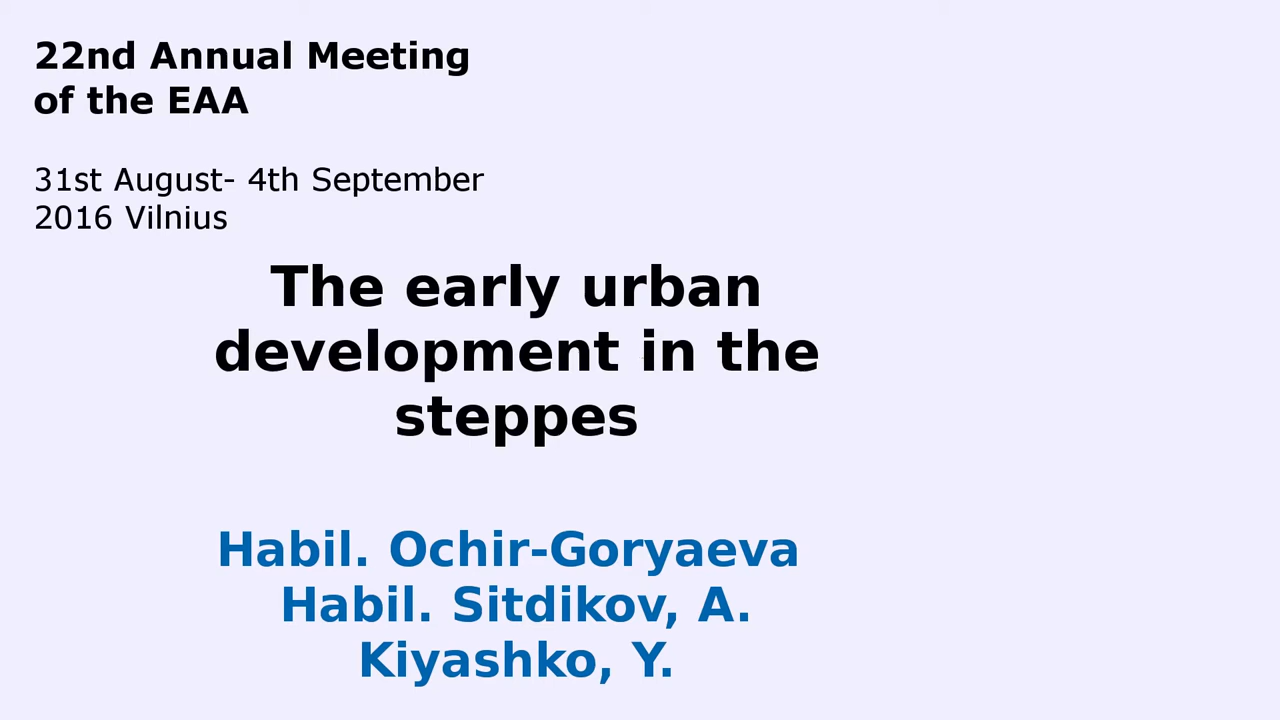 22nd Annual Meeting
of the EAA
31st August- 4th September
2016 Vilnius
The early urban
development in the
steppes
Habil. Ochir-Goryaeva
Habil. Sitdikov, A.
Kiyashko, Y.